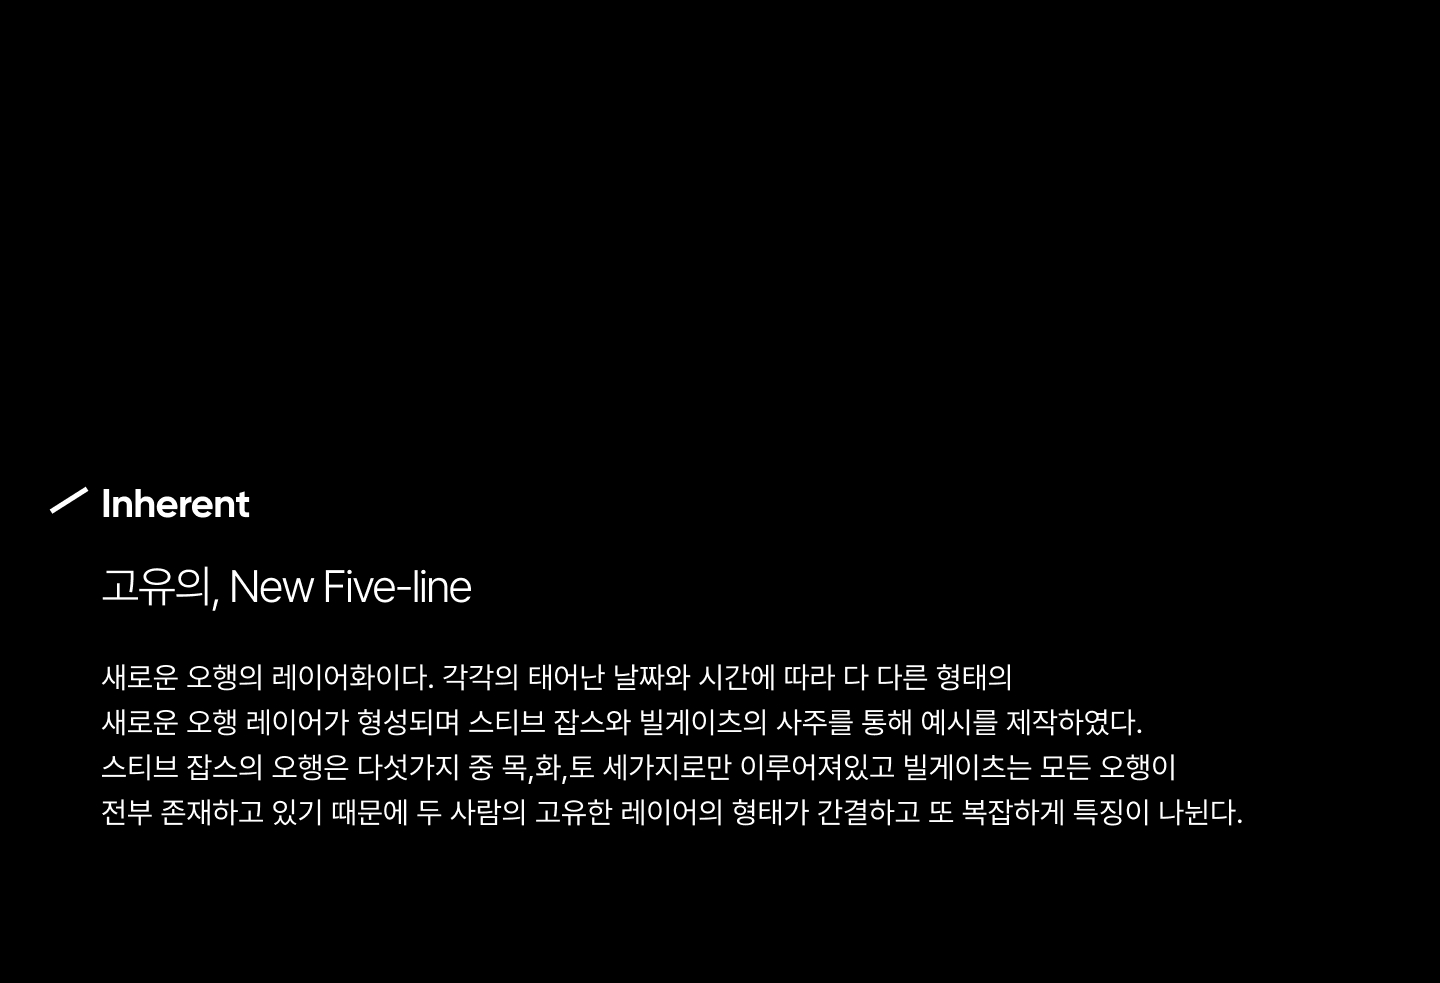 Inherent
고유의, New Five-line
새로운 오행의 레이어화이다. 각각의 태어난 날짜와 시간에 따라 다 다른 형태의
새로운 오행 레이어가 형성되며 스티브 잡스와 빌게이츠의 사주를 통해 예시를 제작하였다.
스티브 잡스의 오행은 다섯가지 중 목,화,토 세가지로만 이루어져있고 빌게이츠는 모든 오행이
전부 존재하고 있기 때문에 두 사람의 고유한 레이어의 형태가 간결하고 또 복잡하게 특징이 나뉜다.